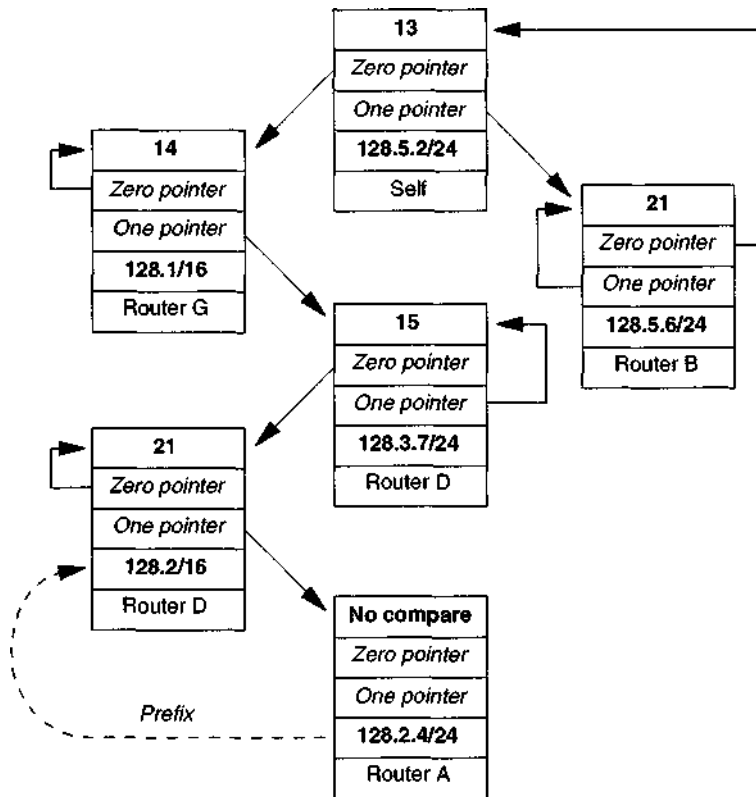 13
Zero pointer
One pointer
128.5.2/24
Self
14
Zero pointer
One pointer
128.1/16
Router G
21
Zero pointer
One pointer
128.5.6/24
Router B
15
Zero pointer
One pointer
128.3.7/24
Router D
21
Zero pointer
One pointer
128.2/16
Router D
No compare
Zero pointer
One pointer
128.2.4/24
Router A
Prefix